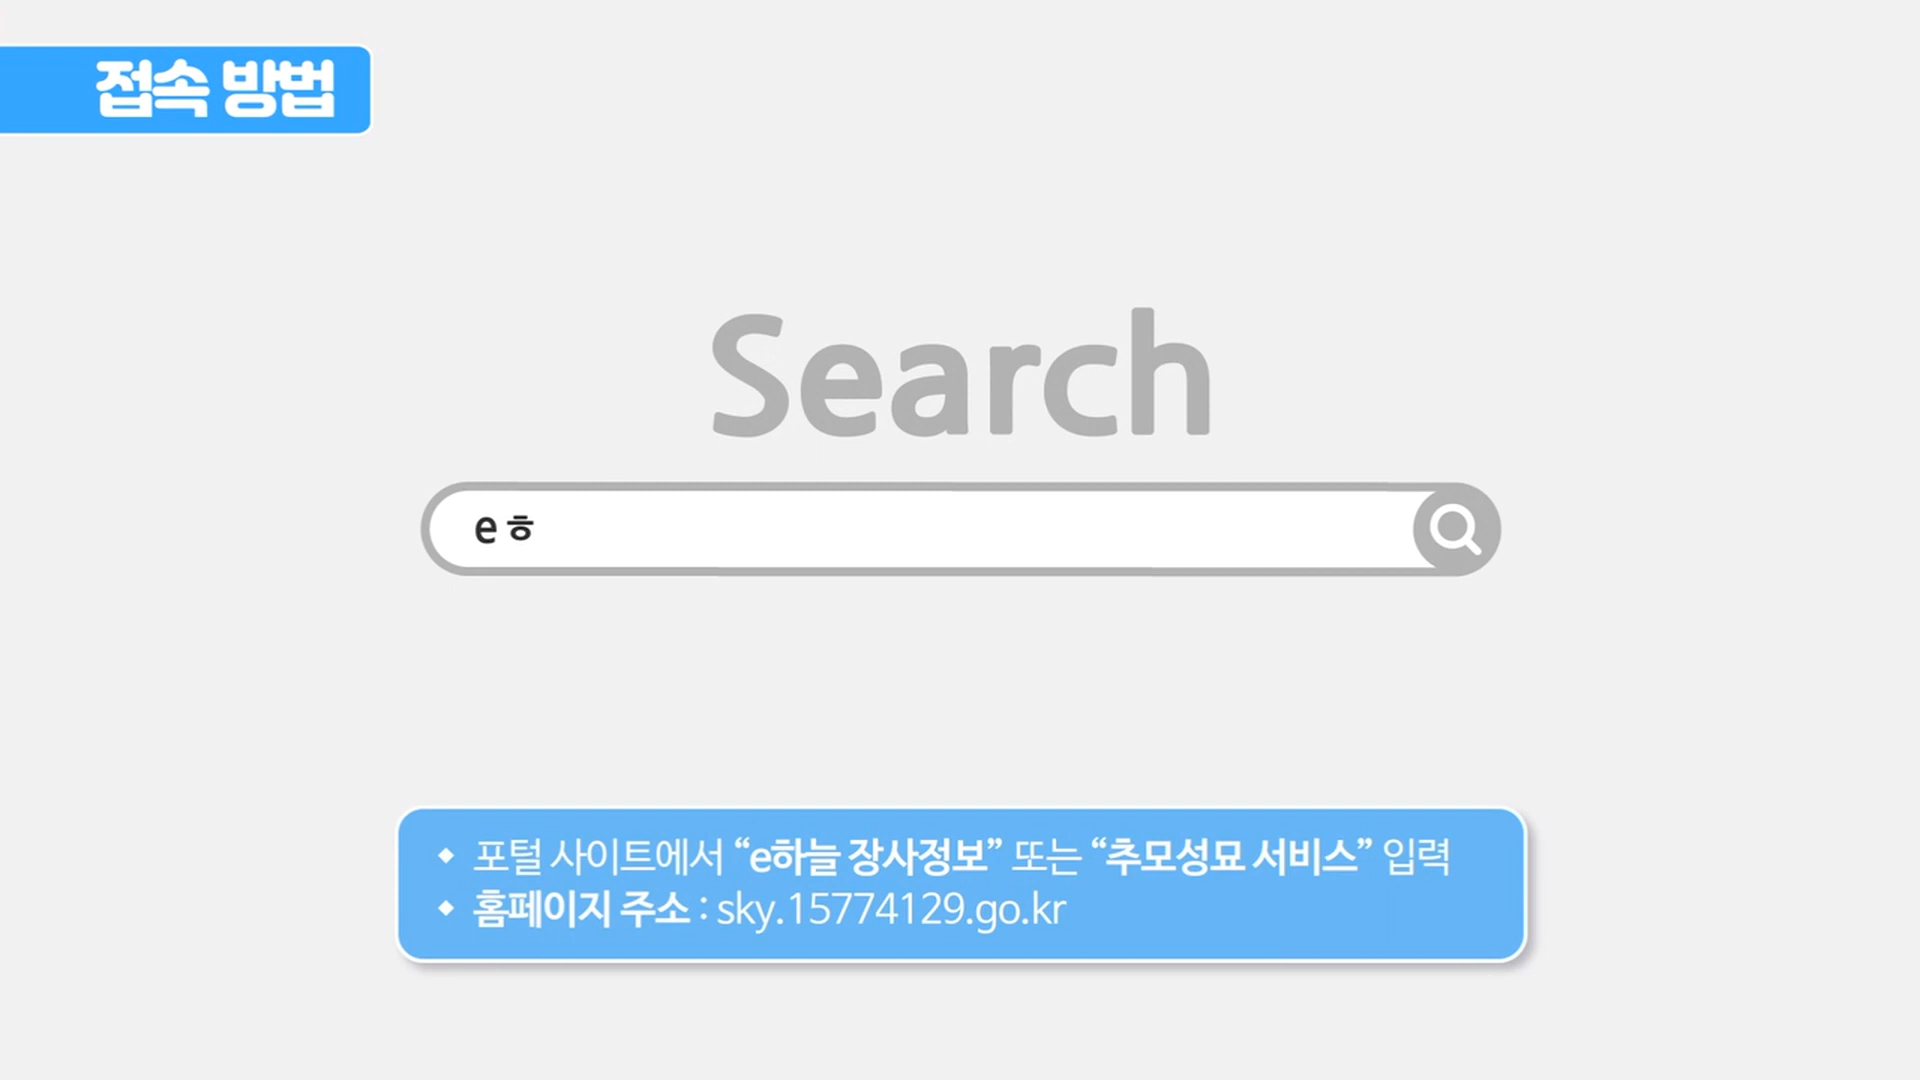 접속 방법
Search
eㅎ
◆ 포털 사이트에서 “e하늘 장사정보” 또는 “추모성묘 서비스” 입력
◆ 홈페이지 주소 : sky.15774129.go.kr